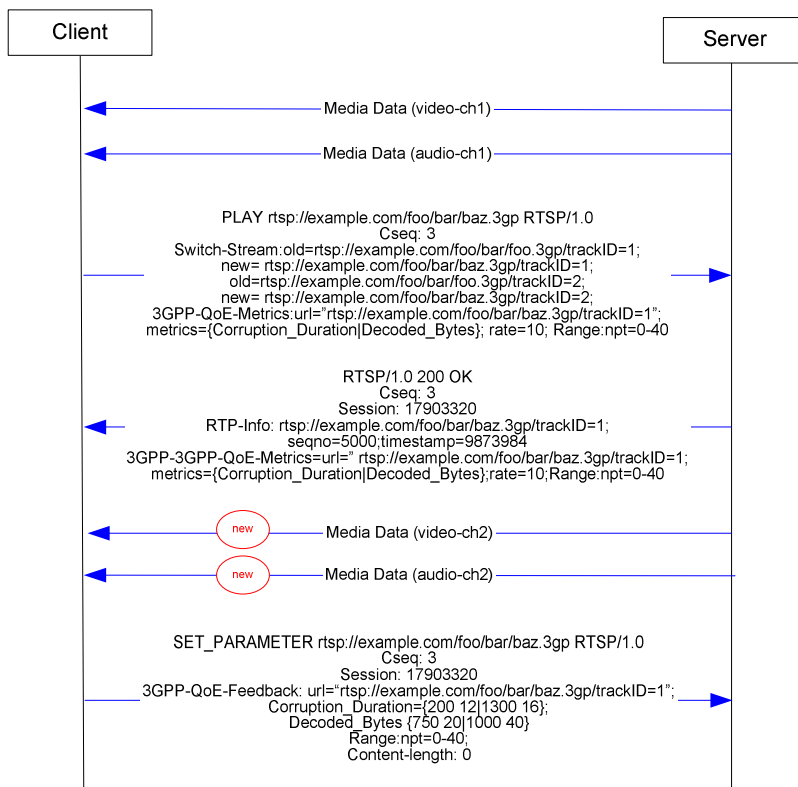 Client
Server
Media Data (video-ch1)
Media Data (audio-ch1)
PLAY rtsp://example.com/foo/bar/baz.3gp RTSP/1.0
Cseq: 3
Switch-Stream:old=rtsp://example.com/foo/bar/foo.3gp/trackID=1;
new= rtsp://example.com/foo/bar/baz.3gp/trackID=1;
old=rtsp://example.com/foo/bar/foo.3gp/trackID=2;
new= rtsp://example.com/foo/bar/baz.3gp/trackID=2;
3GPP-QoE-Metrics:url=”rtsp://example.com/foo/bar/baz.3gp/trackID=1”;
metrics={Corruption_Duration|Decoded_Bytes}; rate=10; Range:npt=0-40
RTSP/1.0 200 OK
Cseq: 3
Session: 17903320
RTP-Info: rtsp://example.com/foo/bar/baz.3gp/trackID=1;
seqno=5000;timestamp=9873984
3GPP-3GPP-QoE-Metrics=url=” rtsp://example.com/foo/bar/baz.3gp/trackID=1;
metrics={Corruption_Duration|Decoded_Bytes};rate=10;Range:npt=0-40
new
Media Data (video-ch2)
new
Media Data (audio-ch2)
SET_PARAMETER rtsp://example.com/foo/bar/baz.3gp RTSP/1.0
Cseq: 3
Session: 17903320
3GPP-QoE-Feedback: url=“rtsp://example.com/foo/bar/baz.3gp/trackID=1”;
Corruption_Duration={200 12|1300 16};
Decoded_Bytes {750 20|1000 40}
Range:npt=0-40;
Content-length: 0